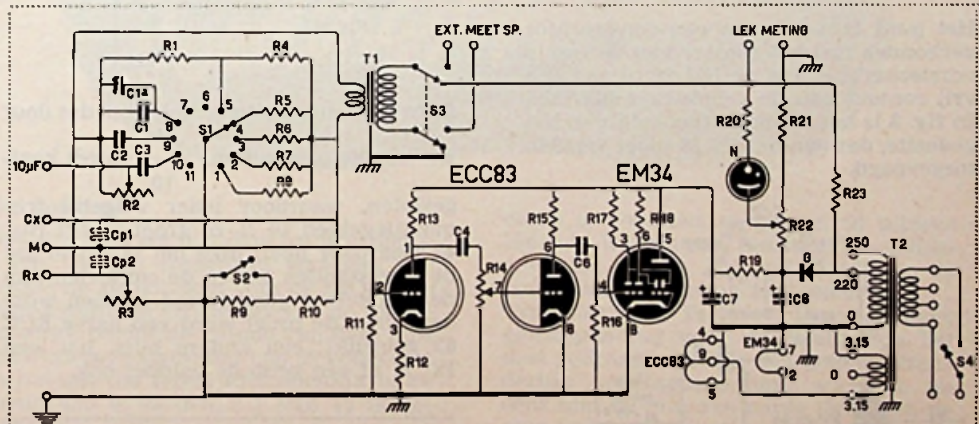 EXT. MEET SP.
LEK METING
R1
R4
T1
C1a
C1
7
6
5
R5
8
S1
4
R6
9
3
C2
R7
10
2
C3
11
1
R8
10µF
R2
S3
R20
R21
N
R22
R23
Cx
Cp1
M
Cp2
Rx
R3
S2
R9
R10
ECC83
EM34
R13
C4
R15
C6
R17
R18
1
6
3
6
5
R14
2
7
4
R11
3
R12
8
R16
8
R19
G
250
220
T2
C7
C8
0
4
EM34
7
3.15
ECC83
9
2
0
S4
5
3.15